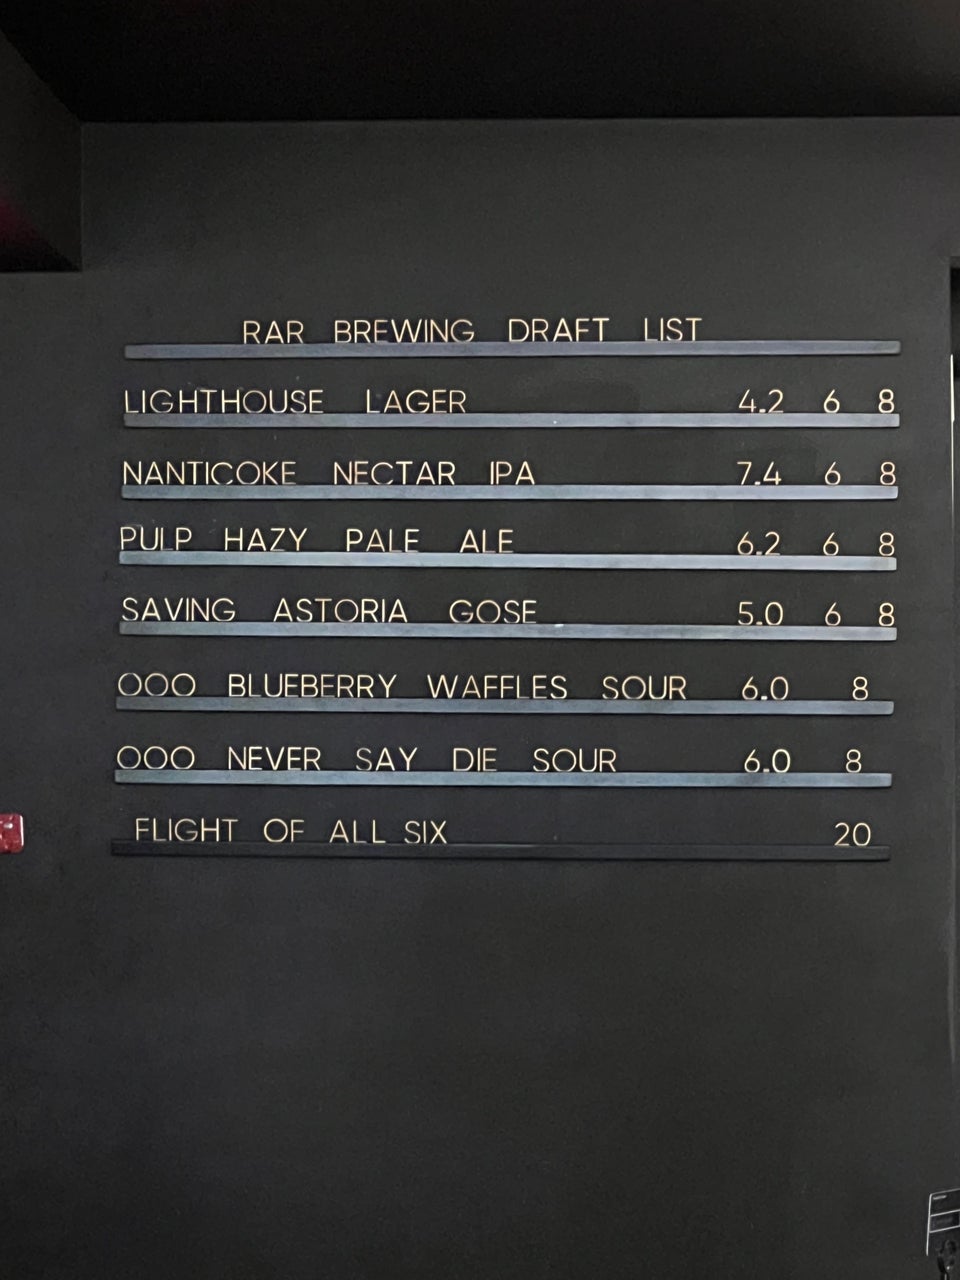 RAR BREWING DRAFT LIST
LIGHTHOUSE LAGER 4.2 6 8
NANTICOKE NECTAR IPA 7.4 6 8
PULP HAZY PALE ALE 6.2 6 8
SAVING ASTORIA GOSE 5.0 6 8
OOO BLUEBERRY WAFFLES SOUR 6.0 8
OOO NEVER SAY DIE SOUR 6.0 8
FLIGHT OF ALL SIX 20